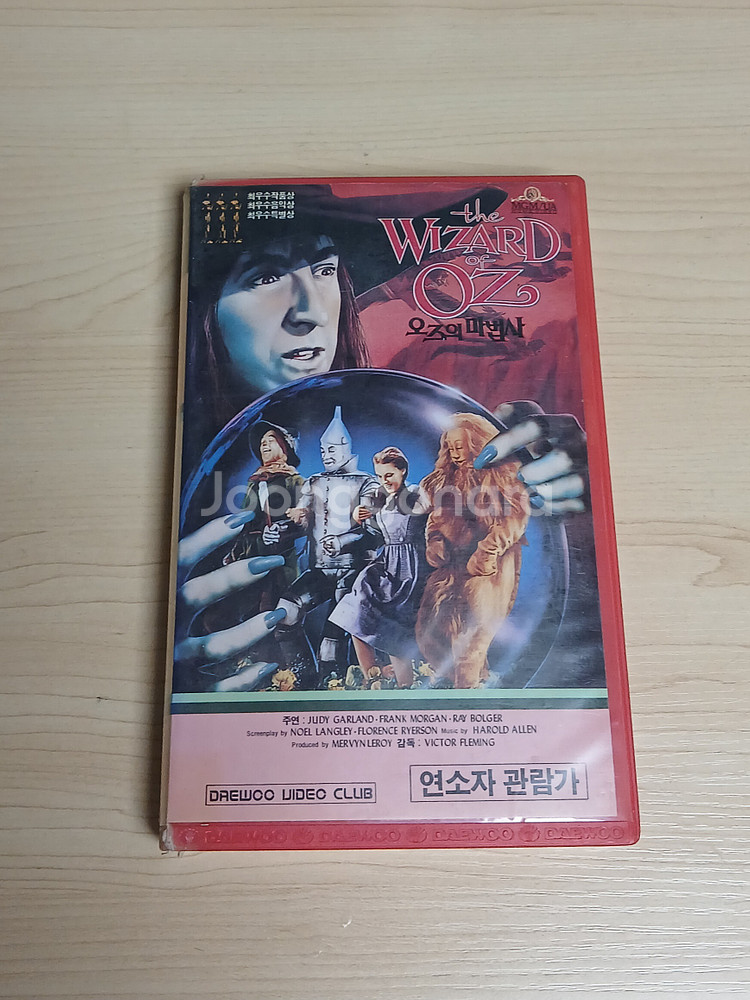 최우수작품상
최우수음악상
최우수특별상
MGM/UA
the
WIZARD
of
OZ
오즈의 마법사
Joonggonara
주연 : JUDY GARLAND·FRANK MORGAN·RAY BOLGER
Screenplay by NOEL LANGLEY·FLORENCE RYERSON Music by HAROLD ALLEN
Produced by MERVYN LEROY 감독 : VICTOR FLEMING
DAEWOO VIDEO CLUB
연소자 관람가
DAEWOO DAEWOO DAEWOO DAEWOO